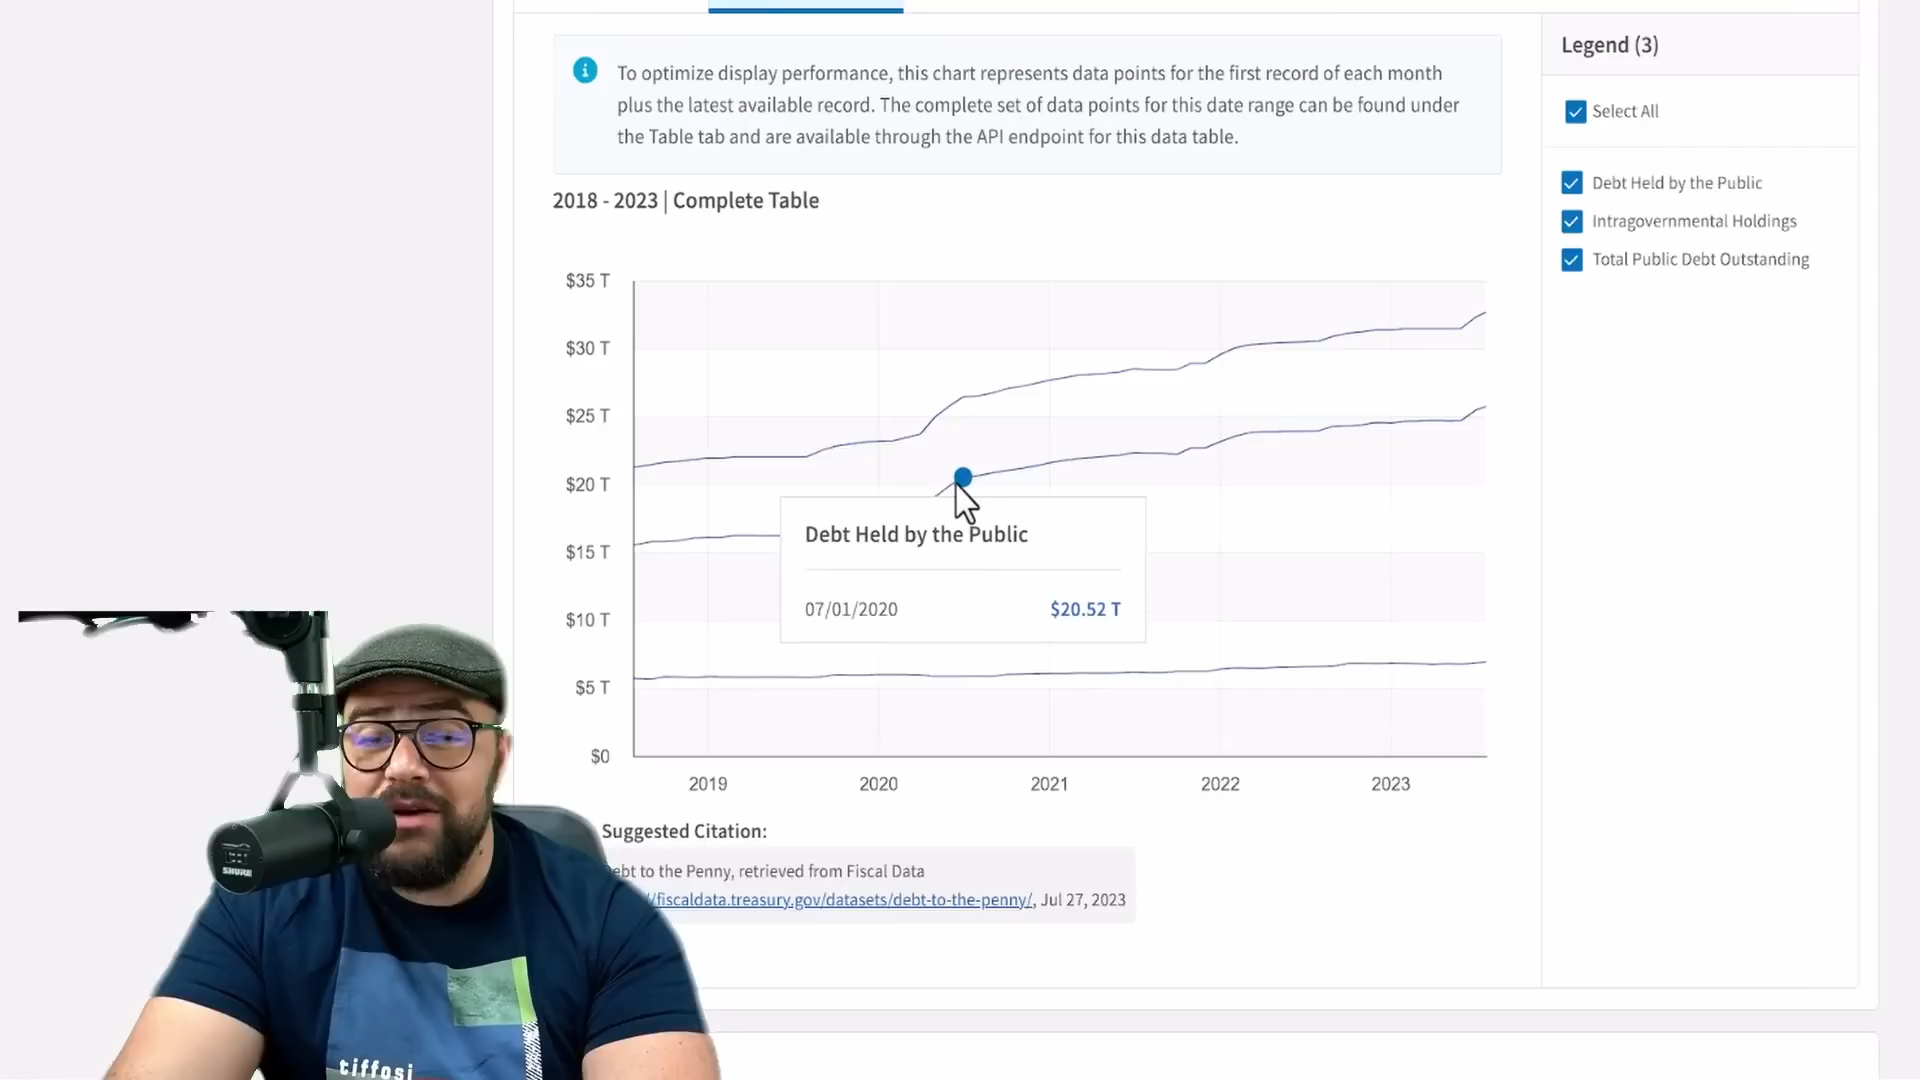 To optimize display performance, this chart represents data points for the first record of each month
plus the latest available record. The complete set of data points for this date range can be found under
the Table tab and are available through the API endpoint for this data table.
Legend (3)
Select All
Debt Held by the Public
Intragovernmental Holdings
Total Public Debt Outstanding
2018 - 2023 | Complete Table
$35 T
$30 T
$25 T
$20 T
$15 T
$10 T
$5 T
$0
Debt Held by the Public
07/01/2020 $20.52 T
2019 2020 2021 2022 2023
Suggested Citation:
to the Penny, retrieved from Fiscal Data
/fiscaldata.treasury.gov/datasets/debt-to-the-penny/, Jul 27, 2023
SHURE
tiffosi